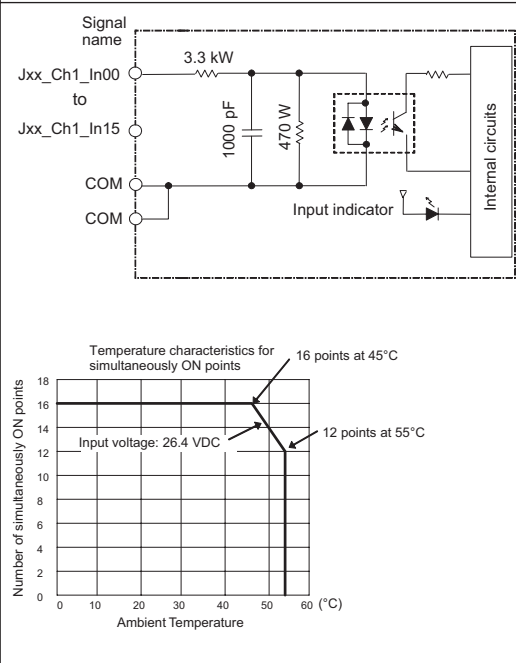 Signal
name
3.3 kW
Jxx_Ch1_In00
to
Jxx_Ch1_In15
1000 pF
470 W
Internal circuits
COM
Input indicator
COM
Temperature characteristics for
simultaneously ON points
16 points at 45°C
Number of simultaneously ON points
18
16
14
12
10
8
6
4
2
0
Input voltage: 26.4 VDC
12 points at 55°C
0 10 20 30 40 50 60 (°C)
Ambient Temperature